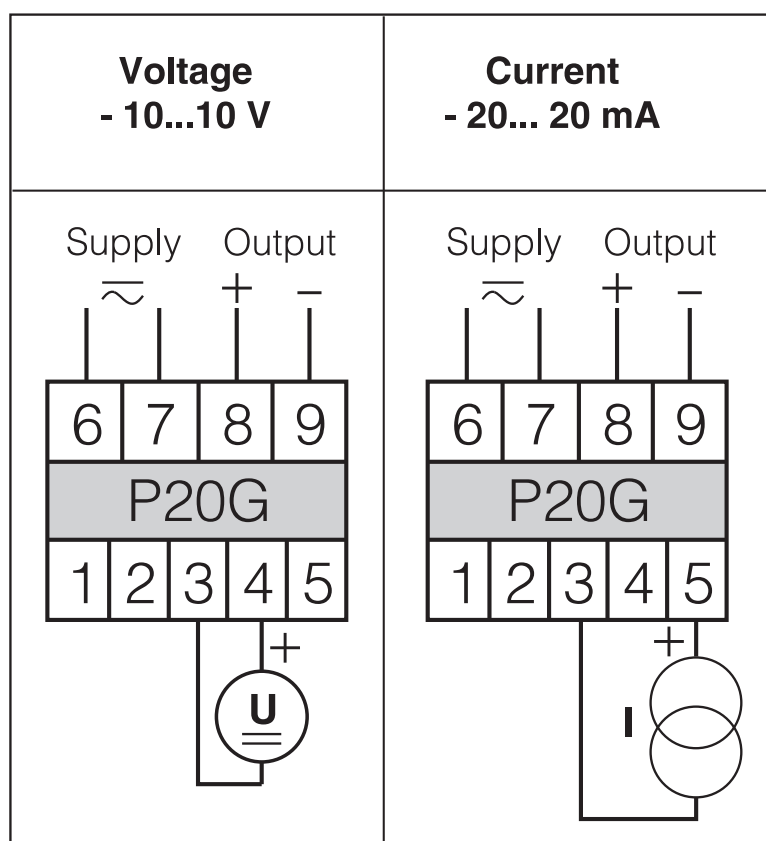 Voltage
- 10...10 V
Current
- 20... 20 mA
Supply Output
+ −
6 7 8 9
P20G
1 2 3 4 5
+
U
Supply Output
+ −
6 7 8 9
P20G
1 2 3 4 5
+
I